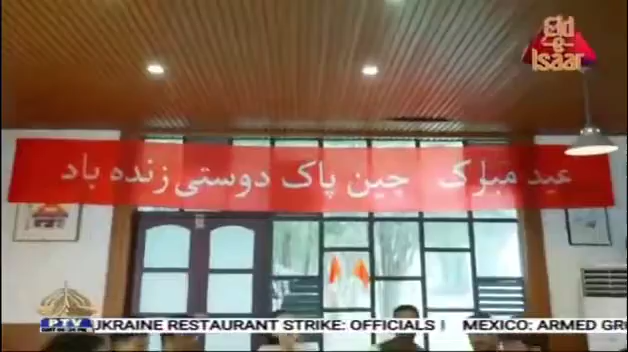 Eid
e
Isaar
عید مبارک چین پاک دوستی زندہ باد
PTV
UKRAINE RESTAURANT STRIKE: OFFICIALS | MEXICO: ARMED GR